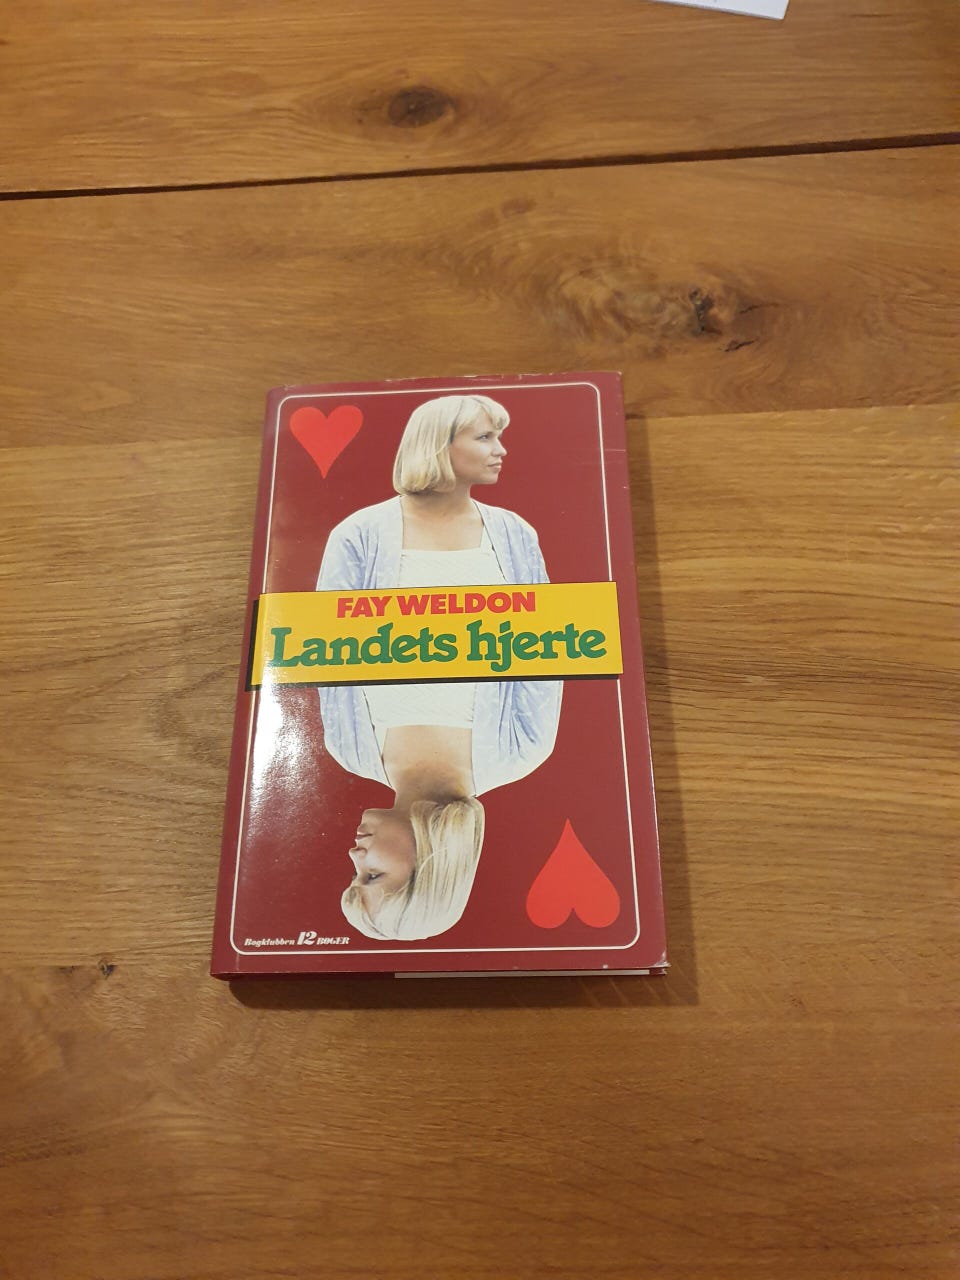 FAY WELDON
Landets hjerte
Bogklubben 12 BØGER